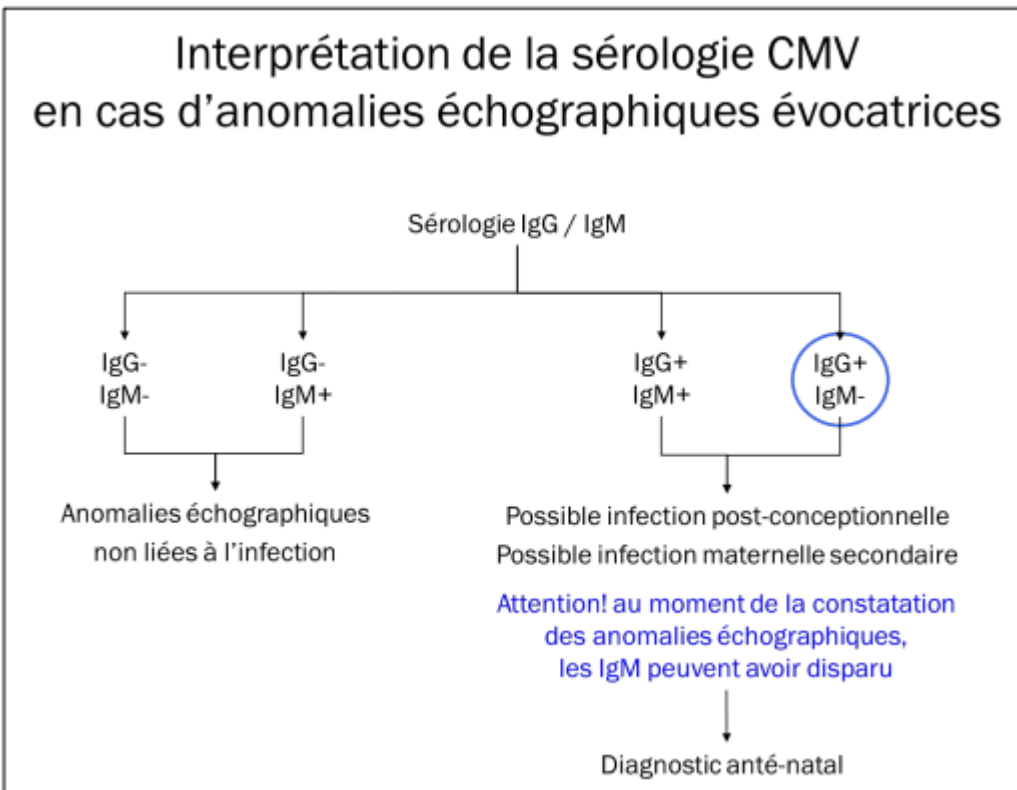 Interprétation de la sérologie CMV
en cas d'anomalies échographiques évocatrices
Sérologie IgG / IgM
IgG-
IgM-
IgG-
IgM+
IgG+
IgM+
IgG+
IgM-
Anomalies échographiques
non liées à l'infection
Possible infection post-conceptionnelle
Possible infection maternelle secondaire
Attention! au moment de la constatation
des anomalies échographiques,
les IgM peuvent avoir disparu
Diagnostic anté-natal